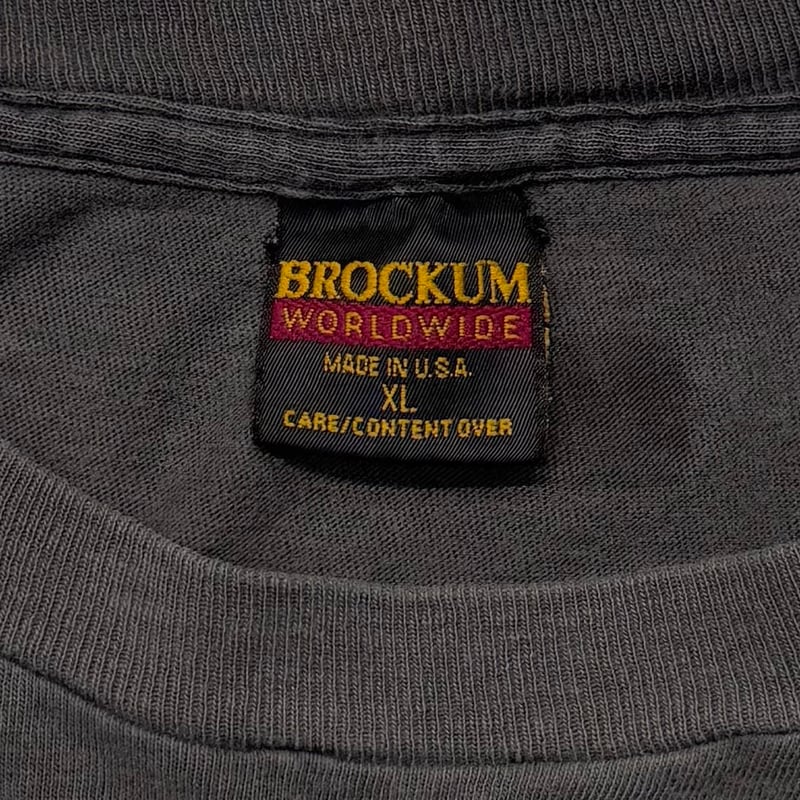 BROCKUM
WORLDWIDE
MADE IN U.S.A.
XL
CARE/CONTENT OVER